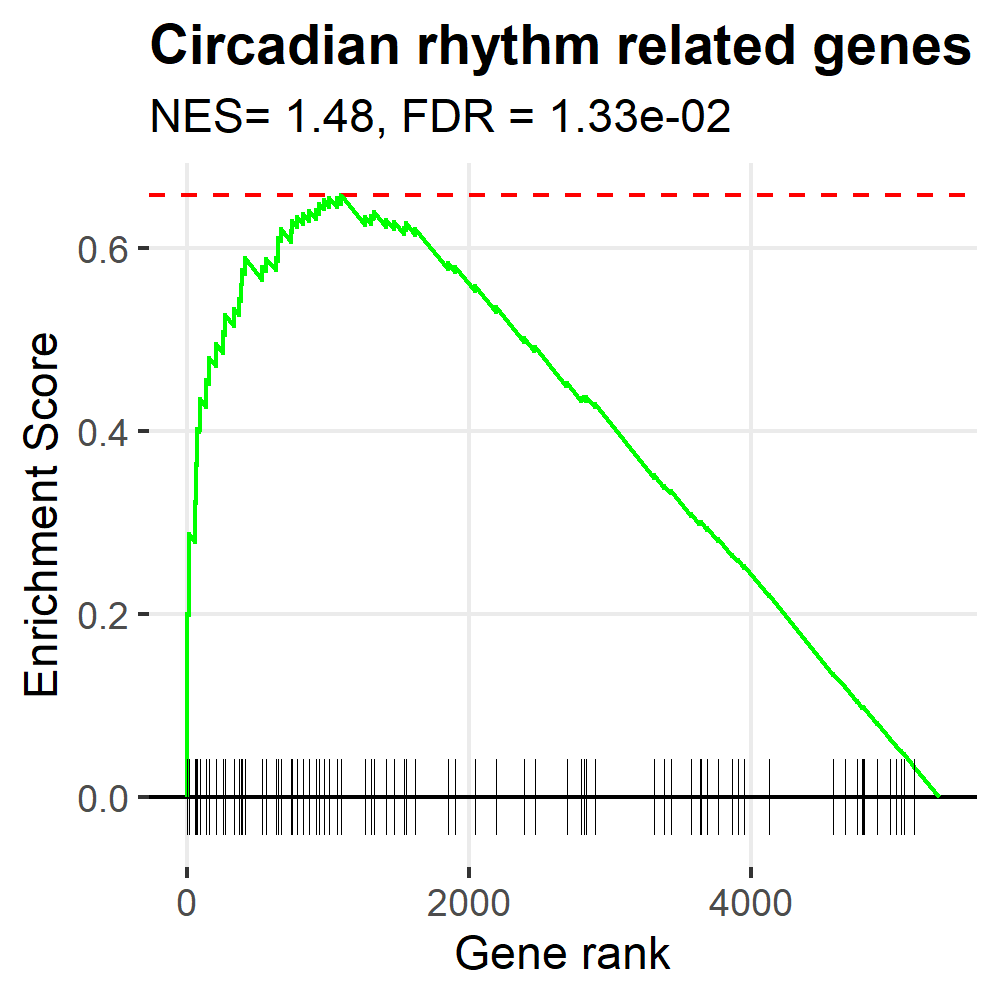 Circadian rhythm related genes
NES= 1.48, FDR = 1.33e-02
Enrichment Score
0.6
0.4
0.2
0.0
0
2000
4000
Gene rank